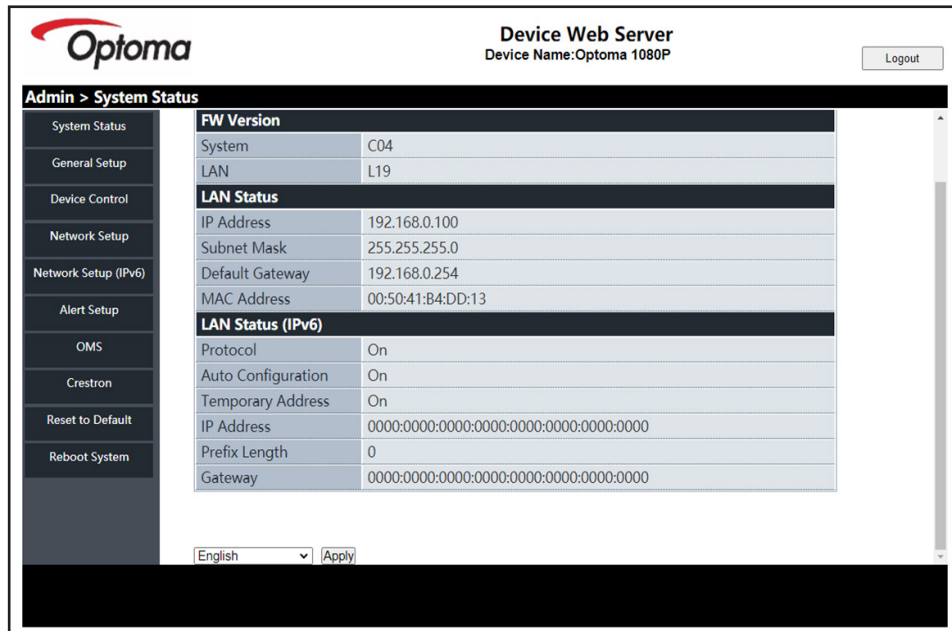 Optoma
Device Web Server
Device Name:Optoma 1080P
Logout
Admin > System Status
System Status
General Setup
Device Control
Network Setup
Network Setup (IPv6)
Alert Setup
OMS
Crestron
Reset to Default
Reboot System
FW Version
System C04
LAN L19
LAN Status
IP Address 192.168.0.100
Subnet Mask 255.255.255.0
Default Gateway 192.168.0.254
MAC Address 00:50:41:B4:DD:13
LAN Status (IPv6)
Protocol On
Auto Configuration On
Temporary Address On
IP Address 0000:0000:0000:0000:0000:0000:0000:0000
Prefix Length 0
Gateway 0000:0000:0000:0000:0000:0000:0000:0000
English Apply